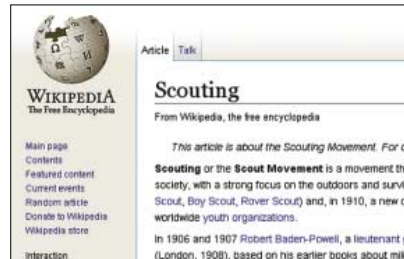 WIKIPEDIA
The Free Encyclopedia
Main page
Contents
Featured content
Current events
Random article
Donate to Wikipedia
Wikipedia store
Interaction
Article Talk
Scouting
From Wikipedia, the free encyclopedia
This article is about the Scouting Movement. For
Scouting or the Scout Movement is a movement th
society, with a strong focus on the outdoors and survi
Scout, Boy Scout, Rover Scout) and, in 1910, a new
worldwide youth organizations.
In 1906 and 1907 Robert Baden-Powell, a lieutenant
(London, 1908), based on his earlier books about mili